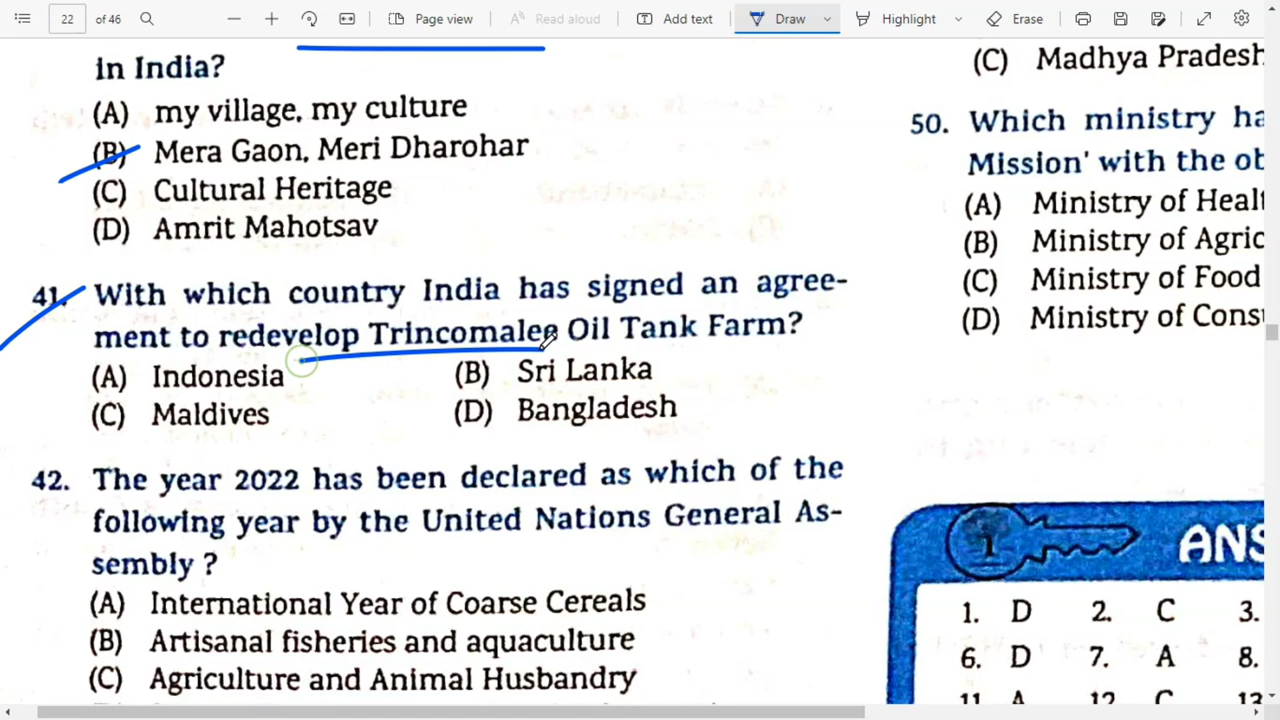 22 of 46 Page view Read aloud Add text Draw Highlight Erase
in India?
(A) my village, my culture
(B) Mera Gaon, Meri Dharohar
(C) Cultural Heritage
(D) Amrit Mahotsav
41. With which country India has signed an agree-
ment to redevelop Trincomalee Oil Tank Farm?
(A) Indonesia (B) Sri Lanka
(C) Maldives (D) Bangladesh
42. The year 2022 has been declared as which of the
following year by the United Nations General As-
sembly ?
(A) International Year of Coarse Cereals
(B) Artisanal fisheries and aquaculture
(C) Agriculture and Animal Husbandry
(C) Madhya Pradesh
50. Which ministry ha
Mission' with the ob
(A) Ministry of Healt
(B) Ministry of Agric
(C) Ministry of Food
(D) Ministry of Cons
ANS
1. D 2. C 3.
6. D 7. A 8.
11. A 12. C 13